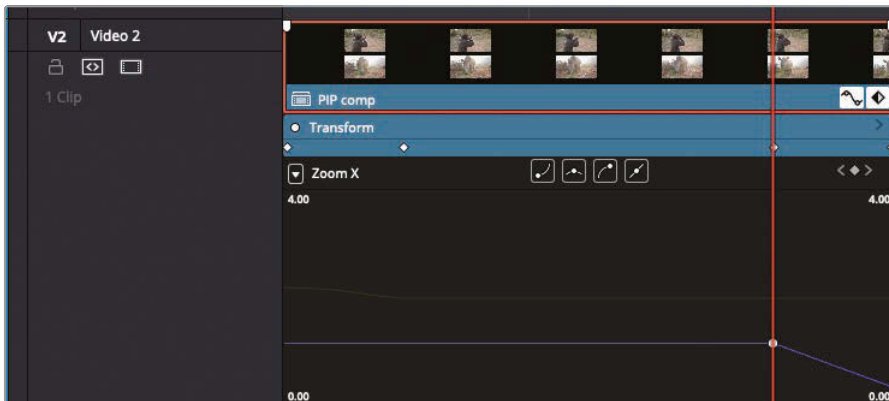 V2 Video 2
1 Clip
PIP comp
Transform
Zoom X
4.00 4.00
0.00 0.00